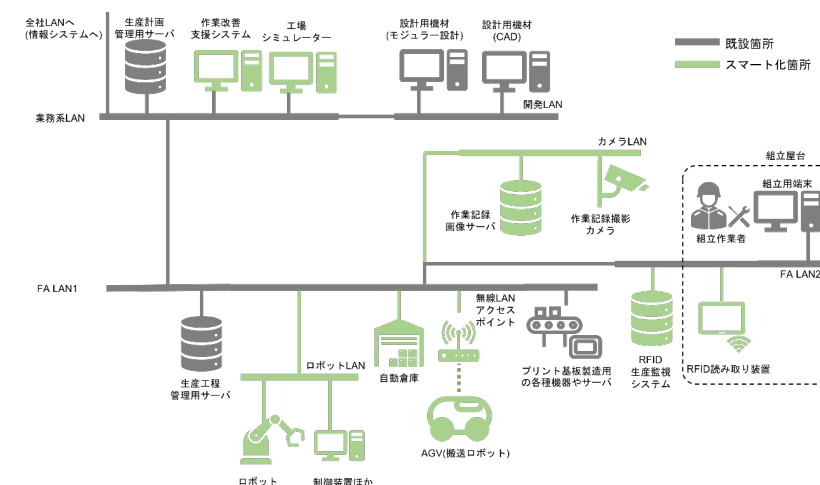 全社LANへ
(情報システムへ)
生産計画
管理用サーバ
作業改善
支援システム
工場
シミュレーター
設計用機材
(モジュラー設計)
設計用機材
(CAD)
既設箇所
スマート化箇所
開発LAN
業務系LAN
カメラLAN
組立屋台
組立用端末
作業記録
画像サーバ
作業記録撮影
カメラ
組立作業者
FA LAN2
FA LAN1
無線LAN
アクセス
ポイント
RFID
生産監視
システム
RFID読み取り装置
ロボットLAN
自動倉庫
プリント基板製造用
の各種機器やサーバ
生産工程
管理用サーバ
AGV(搬送ロボット)
ロボット
制御装置ほか